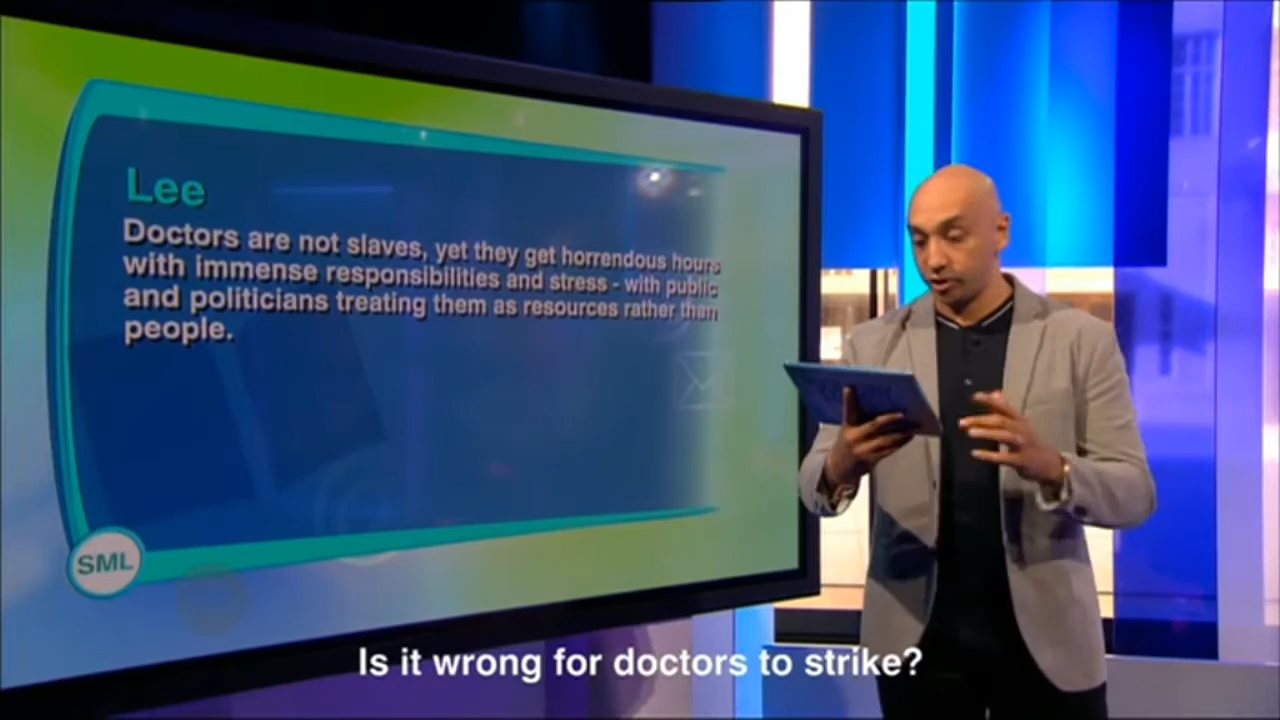 Lee
Doctors are not slaves, yet they get horrendous hours
with immense responsibilities and stress - with public
and politicians treating them as resources rather than
people.
SML
Is it wrong for doctors to strike?